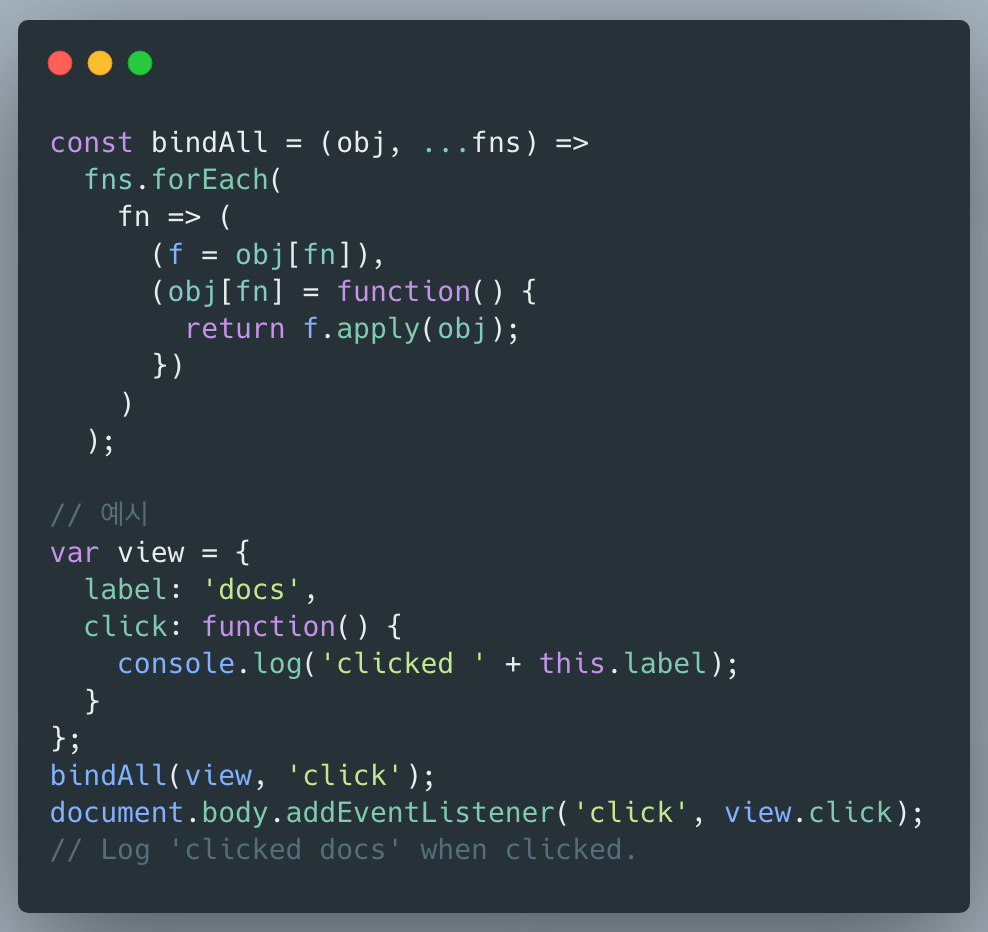 const bindAll = (obj, ...fns) =>
  fns.forEach(
    fn => (
      (f = obj[fn]),
      (obj[fn] = function() {
        return f.apply(obj);
      })
    )
  );

// 예시
var view = {
  label: 'docs',
  click: function() {
    console.log('clicked ' + this.label);
  }
};
bindAll(view, 'click');
document.body.addEventListener('click', view.click);
// Log 'clicked docs' when clicked.